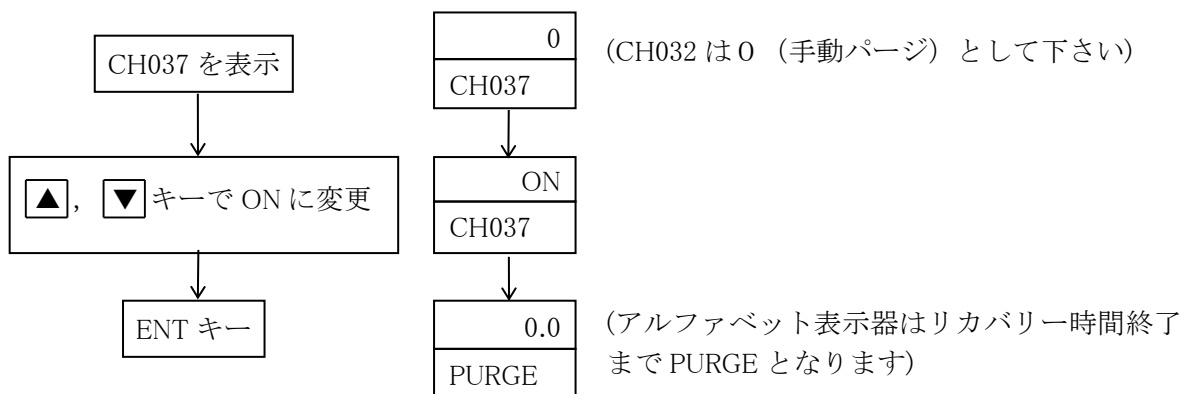 CH037 を表示
▲, ▼キーで ON に変更
ENT キー
0
CH037
(CH032 は 0 (手動パージ) として下さい)
ON
CH037
0.0
PURGE
(アルファベット表示器はリカバリー時間終了
まで PURGE となります)